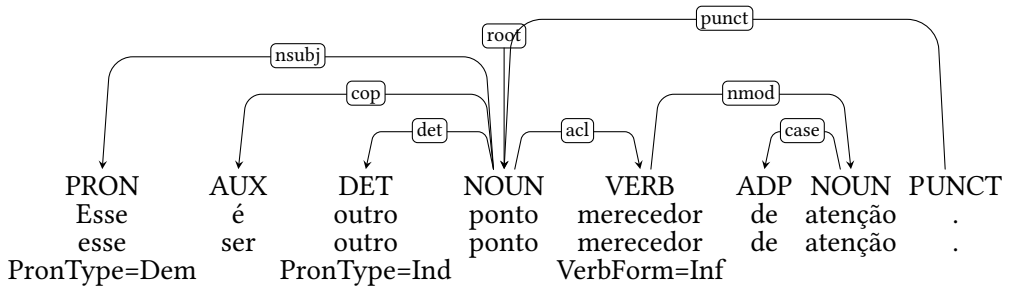 punct
root
nsubj
cop nmod
det acl case
PRON AUX DET NOUN VERB ADP NOUN PUNCT
Esse é outro ponto merecedor de atenção .
esse ser outro ponto merecedor de atenção .
PronType=Dem PronType=Ind VerbForm=Inf